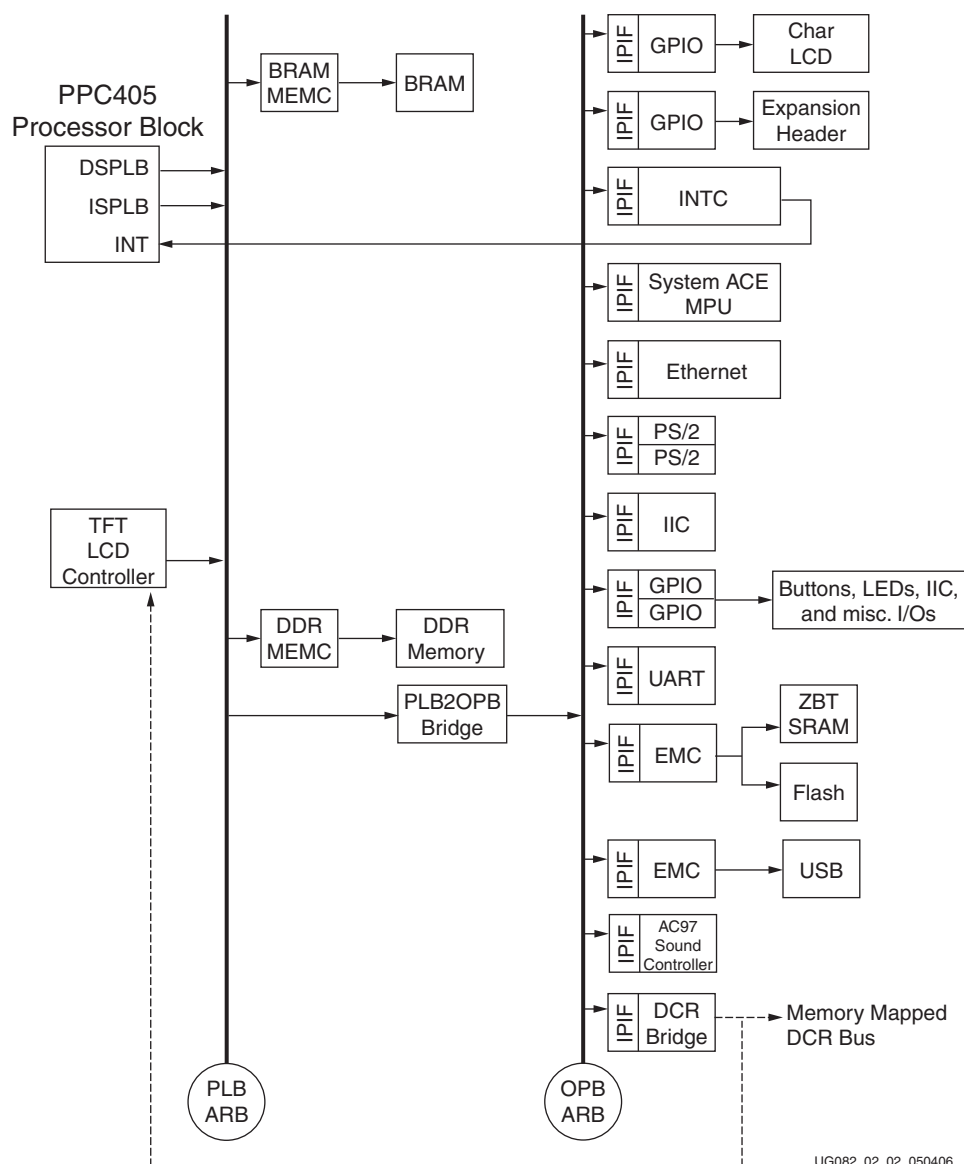 PPC405
Processor Block
DSPLB
ISPLB
INT
TFT
LCD
Controller
BRAM
MEMC
BRAM
DDR
MEMC
DDR
Memory
PLB2OPB
Bridge
PLB
ARB
OPB
ARB
IPIF
GPIO
Char
LCD
IPIF
GPIO
Expansion
Header
IPIF
INTC
IPIF
System ACE
MPU
IPIF
Ethernet
IPIF
PS/2
PS/2
IPIF
IIC
IPIF
GPIO
GPIO
Buttons, LEDs, IIC,
and misc. I/Os
IPIF
UART
IPIF
EMC
ZBT
SRAM
Flash
IPIF
EMC
USB
IPIF
AC97
Sound
Controller
IPIF
DCR
Bridge
Memory Mapped
DCR Bus
UG082_02_02_050406